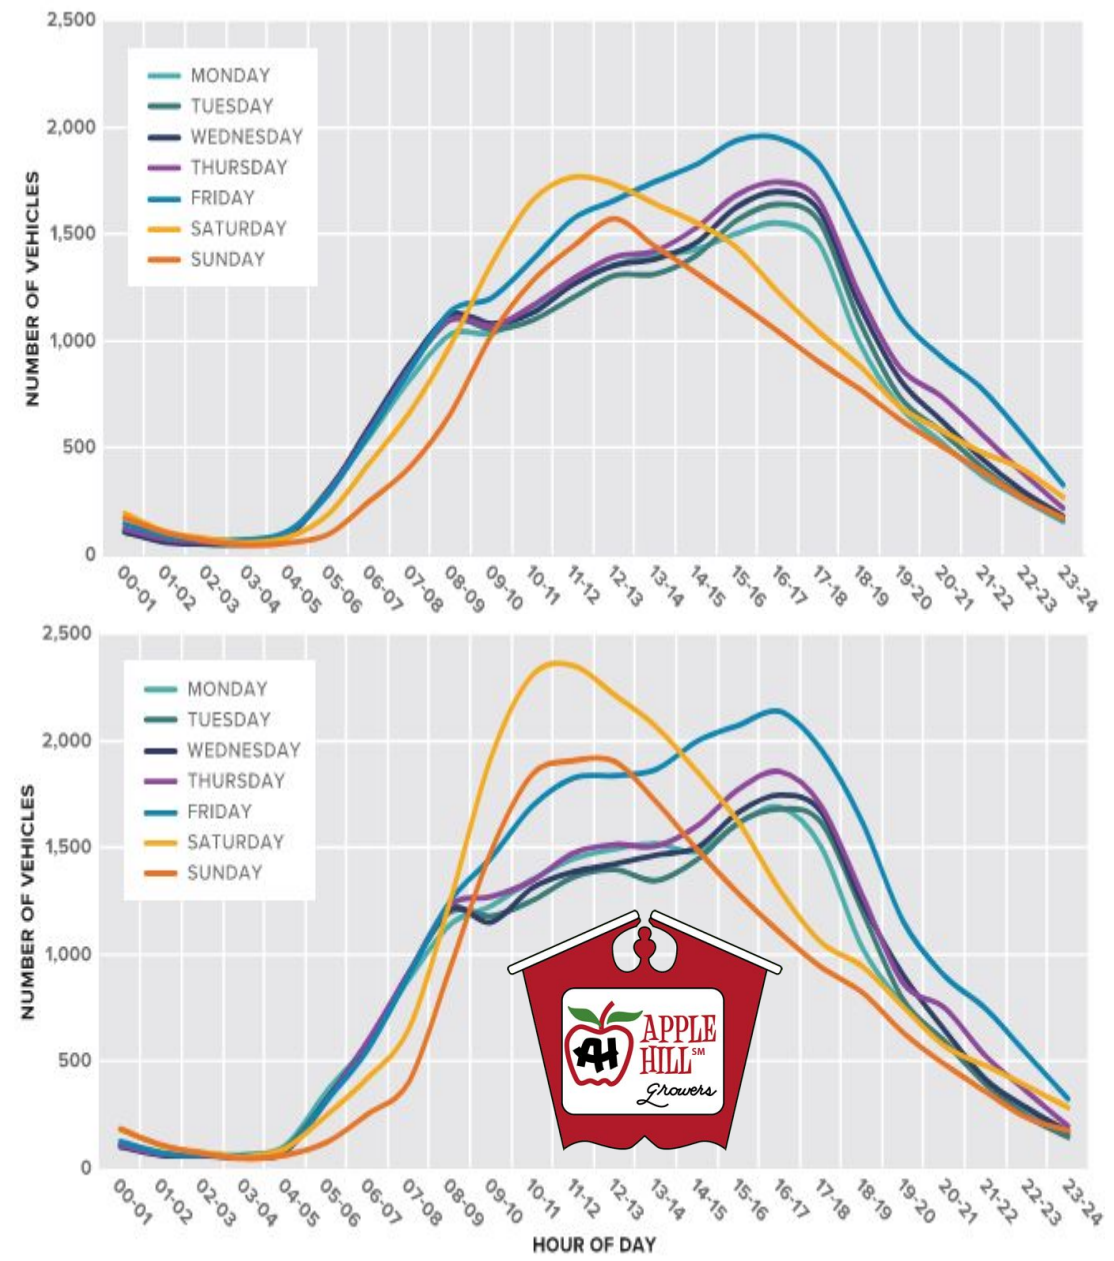 2,500
MONDAY
TUESDAY
2,000
WEDNESDAY
THURSDAY
FRIDAY
1,500
SATURDAY
SUNDAY
1,000
500
0
NUMBER OF VEHICLES
00-01 01-02 02-03 03-04 04-05 05-06 06-07 07-08 08-09 09-10 10-11 11-12 12-13 13-14 14-15 15-16 16-17 17-18 18-19 19-20 20-21 21-22 22-23 23-24
2,500
MONDAY
TUESDAY
2,000
WEDNESDAY
THURSDAY
FRIDAY
1,500
SATURDAY
SUNDAY
1,000
500
0
NUMBER OF VEHICLES
AH
APPLE
HILL SM
Growers
00-01 01-02 02-03 03-04 04-05 05-06 06-07 07-08 08-09 09-10 10-11 11-12 12-13 13-14 14-15 15-16 16-17 17-18 18-19 19-20 20-21 21-22 22-23 23-24
HOUR OF DAY